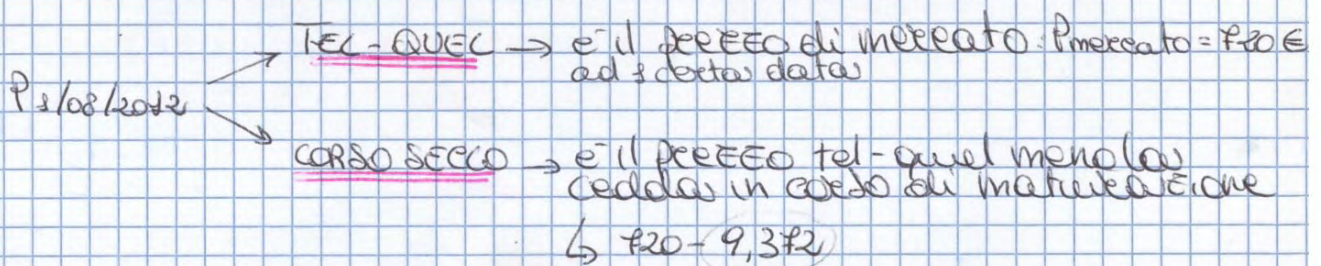 TEL-QUEL → è il prezzo di mercato: Pmercato = 720 €
ad 1 certa data
P 1/08/2012
CORSO SECCO → è il prezzo tel-quel meno la
cedola in corso di maturazione
↳ 720 - 9,372